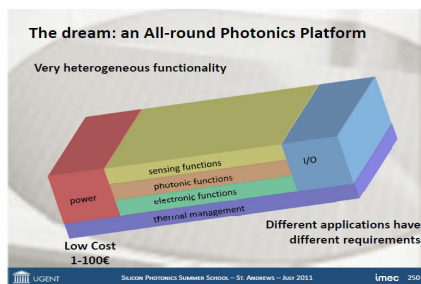 The dream: an All-round Photonics Platform
Very heterogeneous functionality
sensing functions
power
photonic functions
I/O
electronic functions
thermal management
Low Cost
1-100€
Different applications have
different requirements
UGENT
SILICON PHOTONICS SUMMER SCHOOL – ST. ANDREWS – JULY 2011
imec 250